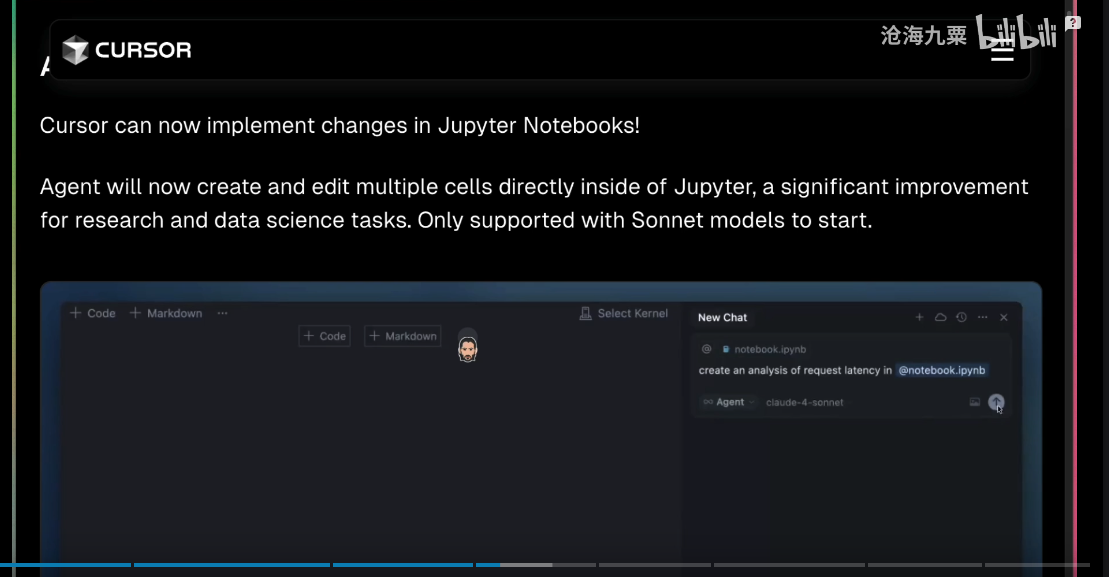 沧海九粟 bilibili
?
CURSOR
A
Cursor can now implement changes in Jupyter Notebooks!
Agent will now create and edit multiple cells directly inside of Jupyter, a significant improvement
for research and data science tasks. Only supported with Sonnet models to start.
+ Code + Markdown ...
Select Kernel
+ Code + Markdown
New Chat
@ notebook.ipynb
create an analysis of request latency in @notebook.ipynb
∞ Agent claude-4-sonnet